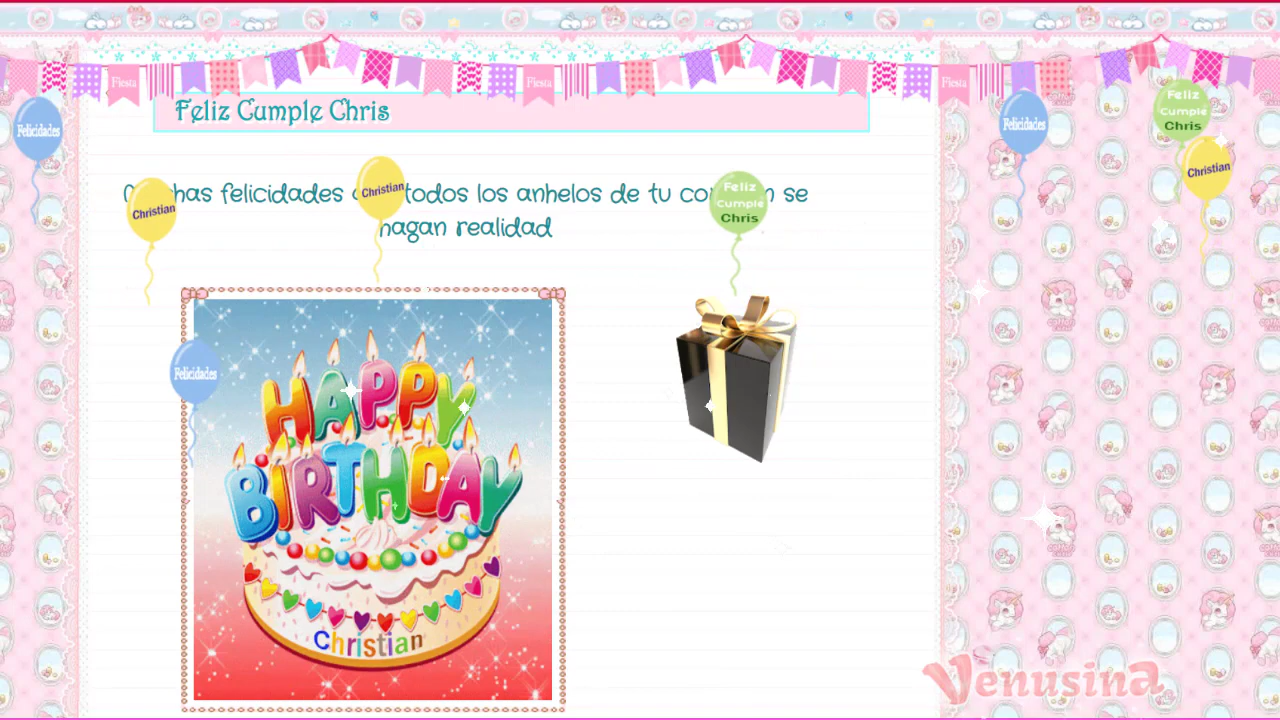 Fiesta
Fiesta
Fiesta
Feliz Cumple Chris
felicidades
todos los anhelos de tu
se
hagan realidad
Felicidades
Christian
Christian
Feliz
Cumple
Chris
Felicidades
Feliz
Cumple
Chris
Christian
Felicidades
HAPPY
BIRTHDAY
Christian
Venusina